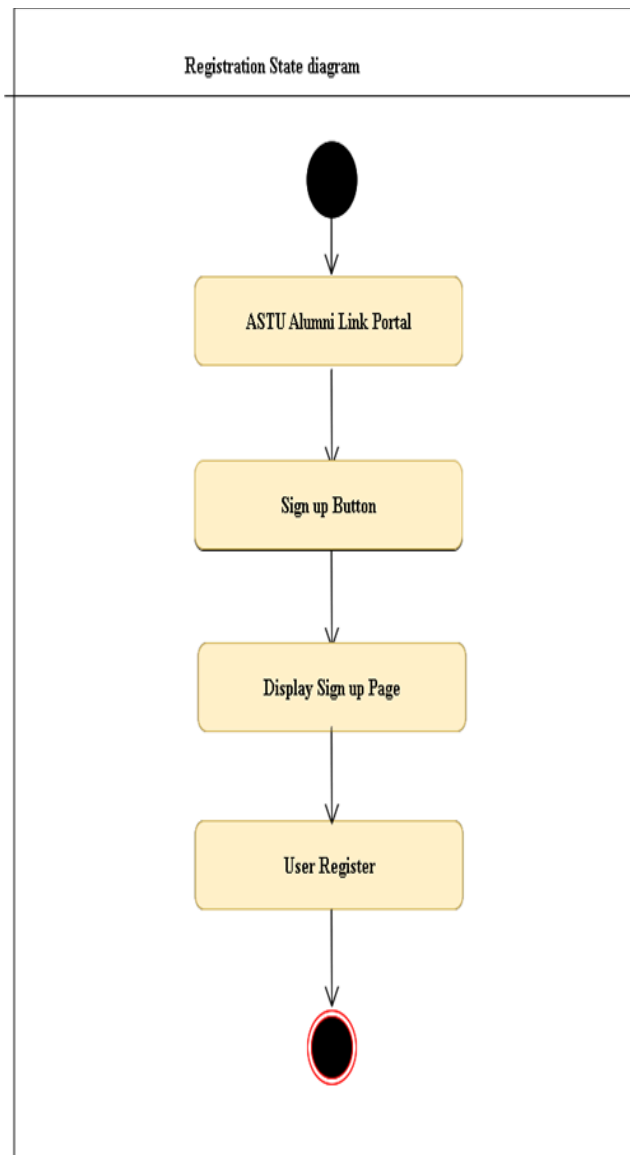 Registration State diagram
ASTU Alumni Link Portal
Sign up Button
Display Sign up Page
User Register